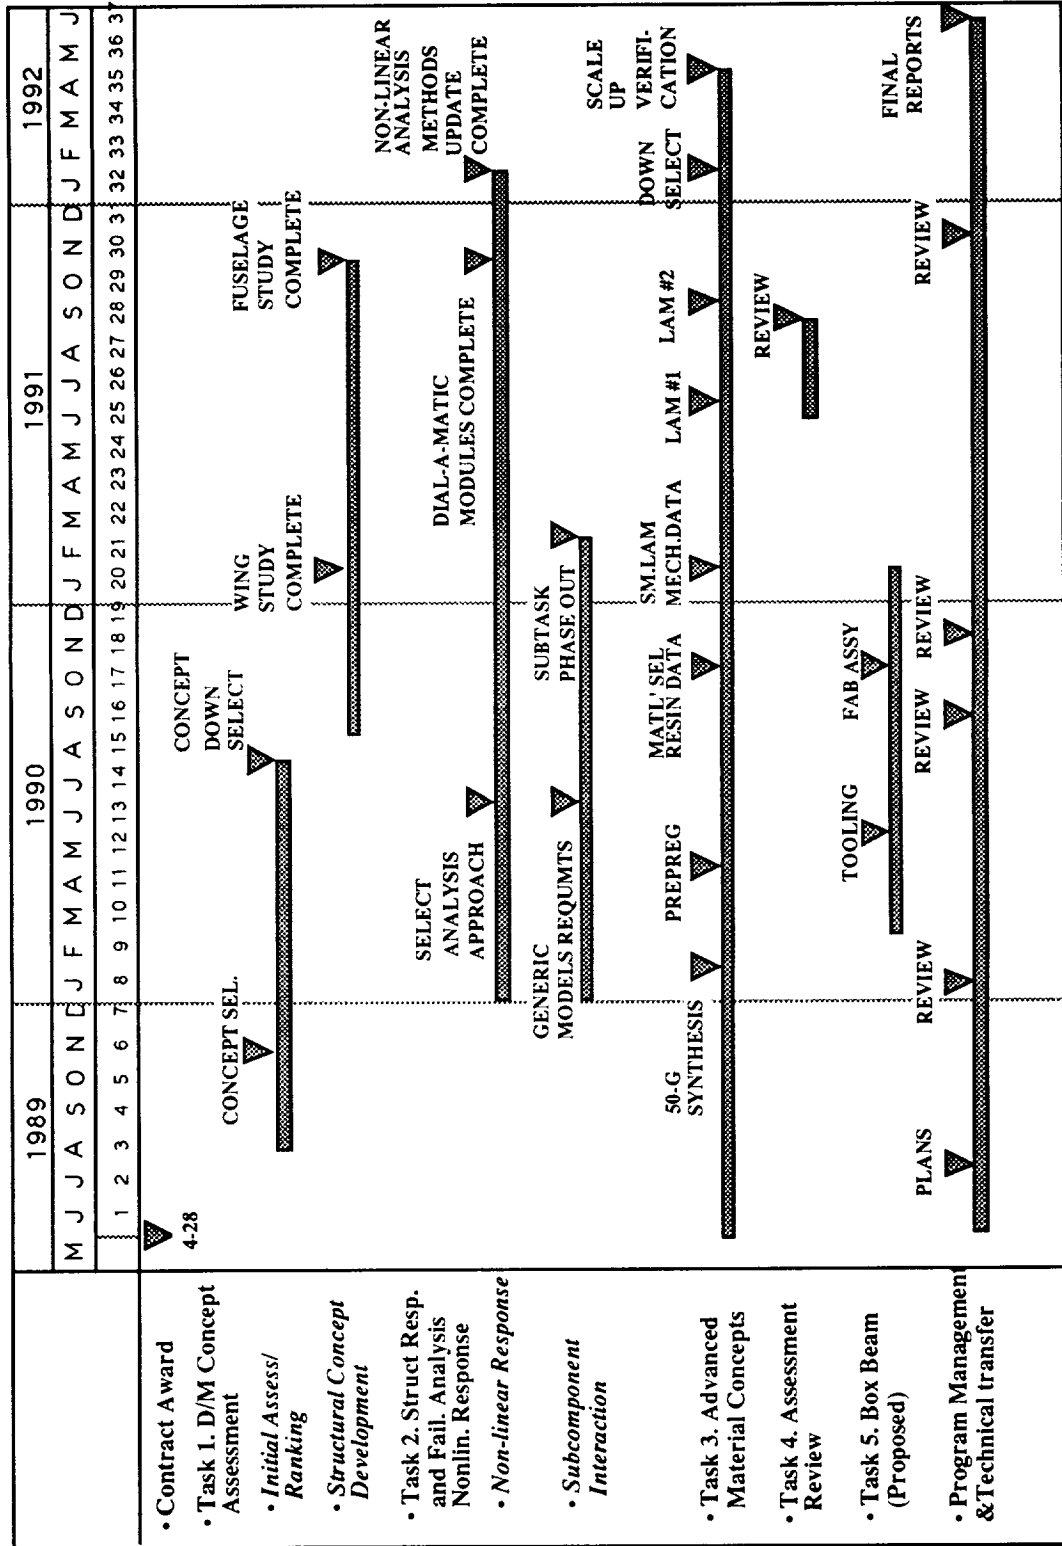 1989 1990 1991 1992
M J J A S O N D J F M A M J J A S O N D J F M A M J J A S O N D J F M A M J
1 2 3 4 5 6 7 8 9 10 11 12 13 14 15 16 17 18 19 20 21 22 23 24 25 26 27 28 29 30 3 32 33 34 35 36 37
• Contract Award
4-28
• Task 1. D/M Concept
Assessment
• Initial Assess/
Ranking
CONCEPT SEL.
CONCEPT
DOWN
SELECT
• Structural Concept
Development
WING
STUDY
COMPLETE
FUSELAGE
STUDY
COMPLETE
• Task 2. Struct Resp.
and Fail. Analysis
Nonlin. Response
• Non-linear Response
SELECT
ANALYSIS
APPROACH
DIAL-A-MATIC
MODULES COMPLETE
NON-LINEAR
ANALYSIS
METHODS
UPDATE
COMPLETE
• Subcomponent
Interaction
GENERIC
MODELS REQUMTS
SUBTASK
PHASE OUT
• Task 3. Advanced
Material Concepts
50-G
SYNTHESIS
PREPREG
MATL' SEL
RESIN DATA
SM.LAM
MECH.DATA
LAM #1
LAM #2
DOWN
SELECT
SCALE
UP
VERIFI-
CATION
• Task 4. Assessment
Review
REVIEW
• Task 5. Box Beam
(Proposed)
TOOLING
FAB ASSY
• Program Management
&Technical transfer
PLANS
REVIEW
REVIEW
REVIEW
REVIEW
FINAL
REPORTS